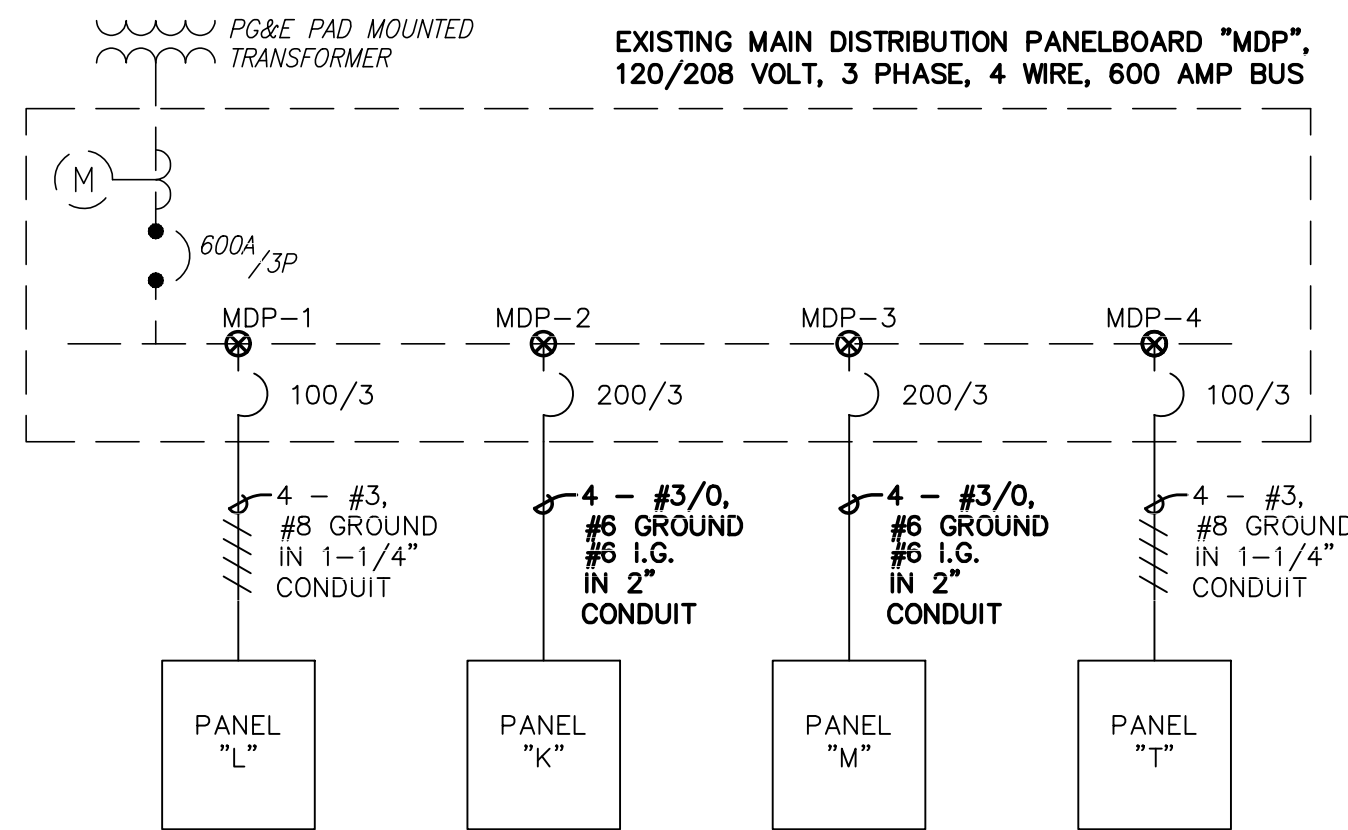 PG&E PAD MOUNTED
TRANSFORMER
EXISTING MAIN DISTRIBUTION PANELBOARD "MDP",
120/208 VOLT, 3 PHASE, 4 WIRE, 600 AMP BUS
M
600A/3P
MDP-1
MDP-2
MDP-3
MDP-4
100/3
200/3
200/3
100/3
4 - #3,
#8 GROUND
IN 1-1/4"
CONDUIT
4 - #3/0,
#6 GROUND
#6 I.G.
IN 2"
CONDUIT
4 - #3/0,
#6 GROUND
#6 I.G.
IN 2"
CONDUIT
4 - #3,
#8 GROUND
IN 1-1/4"
CONDUIT
PANEL
"L"
PANEL
"K"
PANEL
"M"
PANEL
"T"